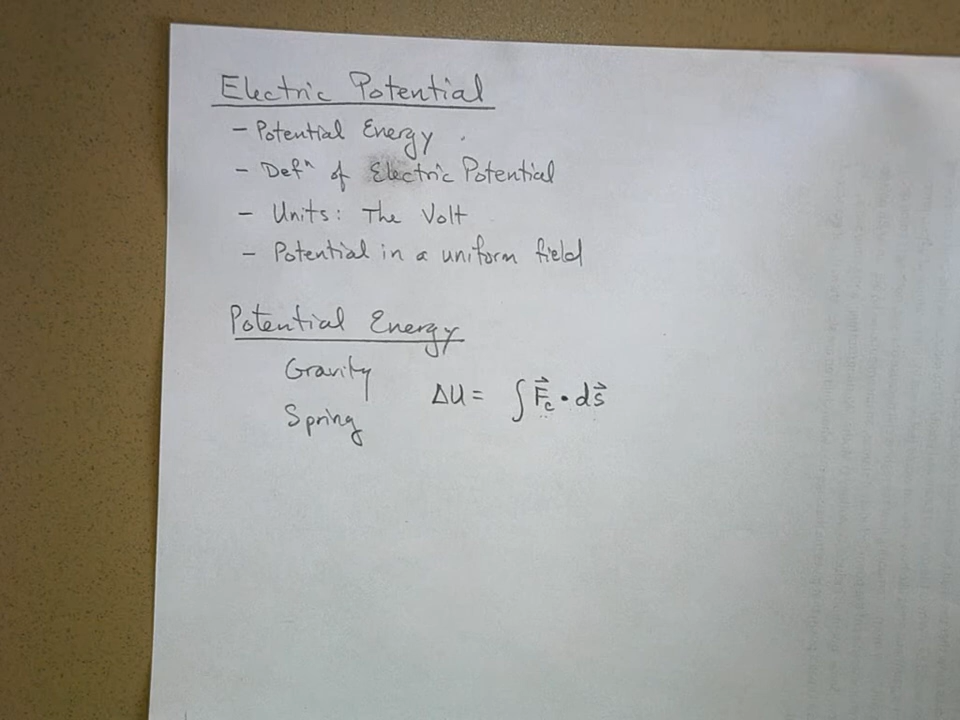 Electric Potential
- Potential Energy
- Defⁿ of Electric Potential
- Units: The Volt
- Potential in a uniform field
Potential Energy
Gravity
ΔU = ∫ F⃗c • ds⃗
Spring